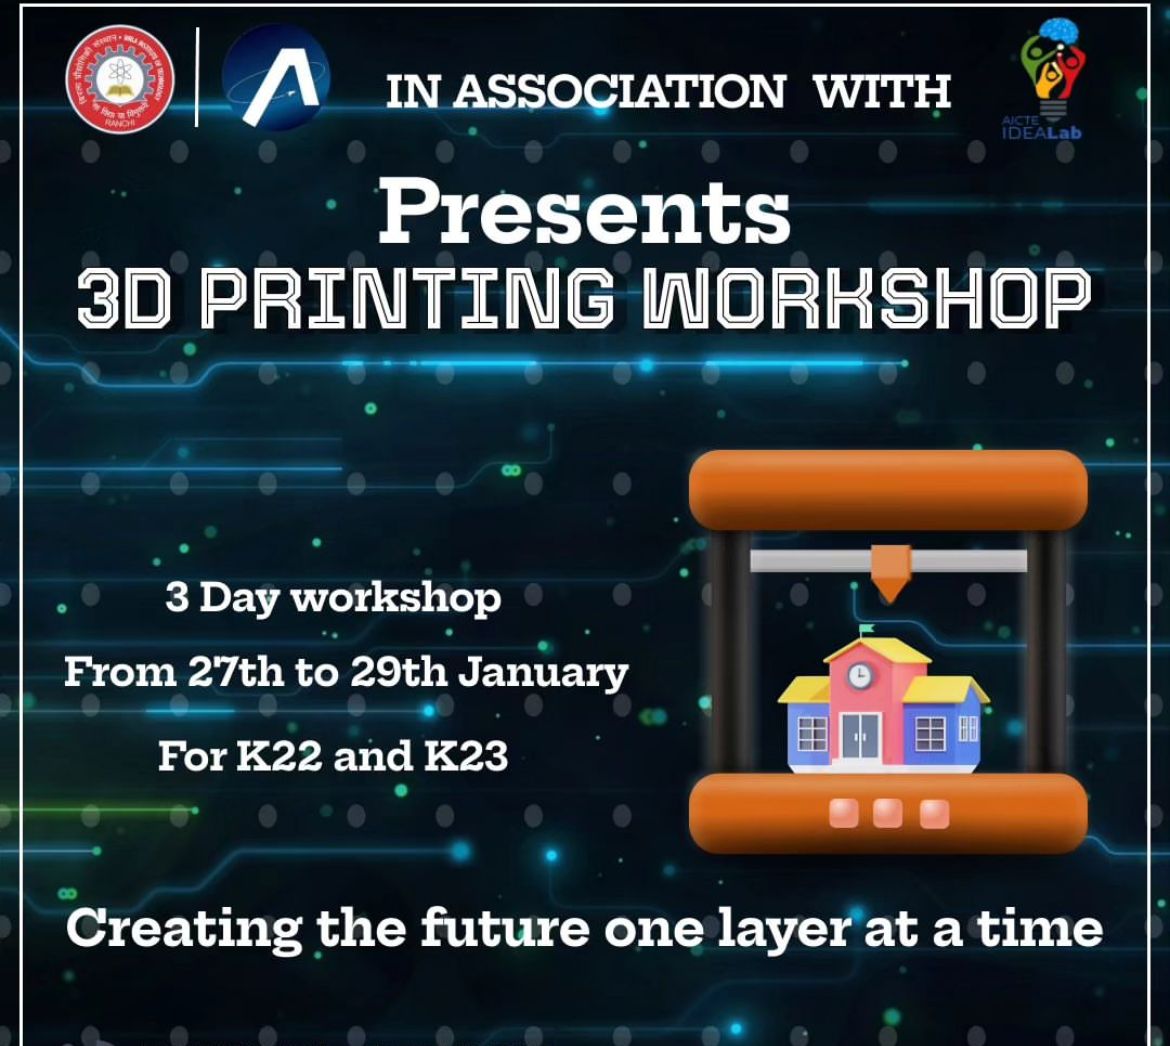 IN ASSOCIATION WITH
AICTE
IDEALab
RANCHI
Presents
3D PRINTING WORKSHOP
3 Day workshop
From 27th to 29th January
For K22 and K23
Creating the future one layer at a time